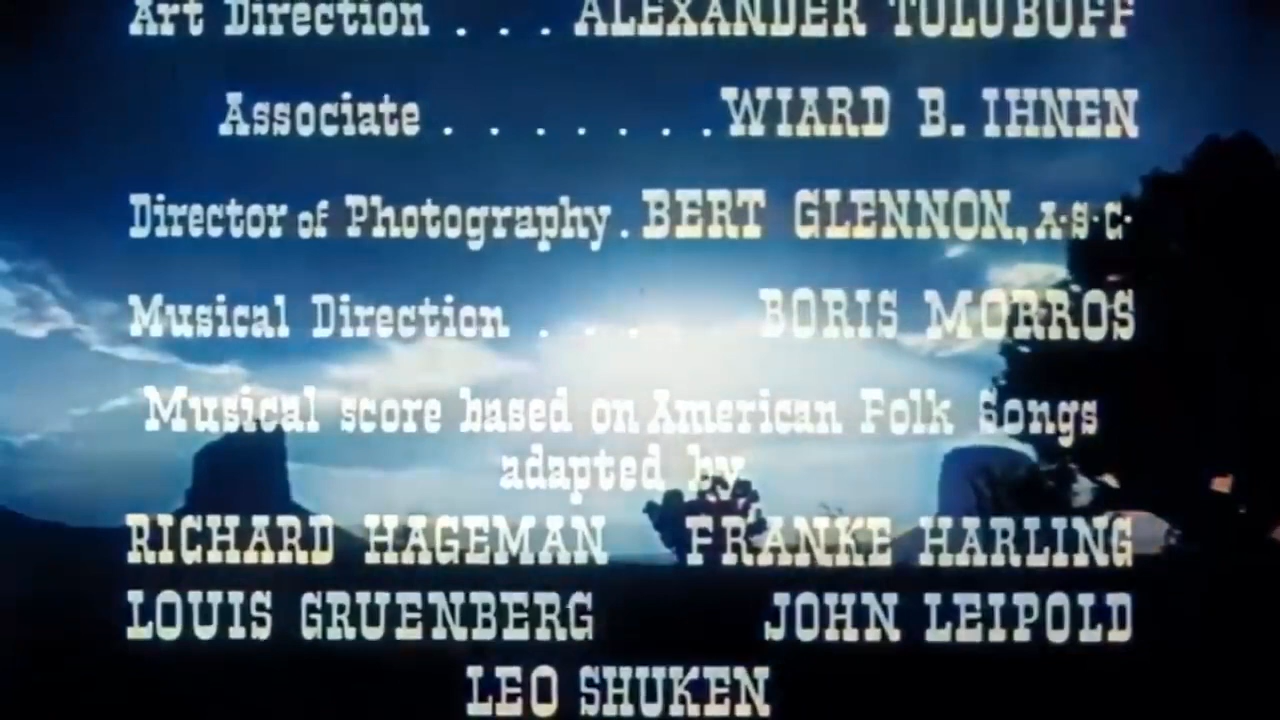 Art Direction . . . ALEXANDER TOLUBOFF
Associate . . . . . . . WIARD B. IHNEN
Director of Photography . BERT GLENNON, A·S·C·
Musical Direction . . . . BORIS MORROS
Musical score based on American Folk Songs
adapted by
RICHARD HAGEMAN FRANKE HARLING
LOUIS GRUENBERG JOHN LEIPOLD
LEO SHUKEN